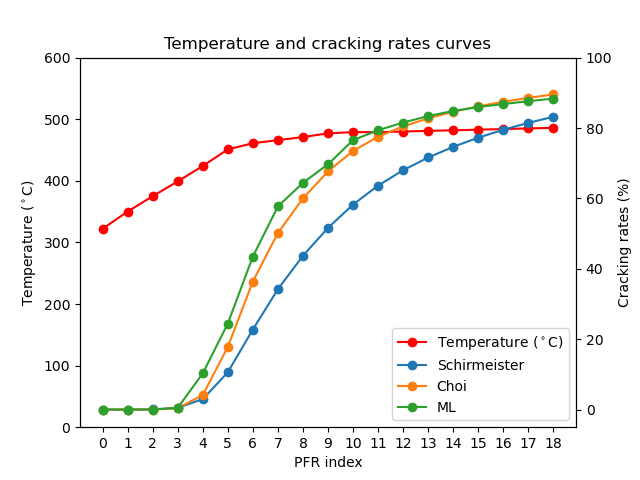 Temperature and cracking rates curves
600
500
400
300
200
100
0
Temperature (°C)
100
80
60
40
20
0
Cracking rates (%)
Temperature (°C)
Schirmeister
Choi
ML
0 1 2 3 4 5 6 7 8 9 10 11 12 13 14 15 16 17 18
PFR index